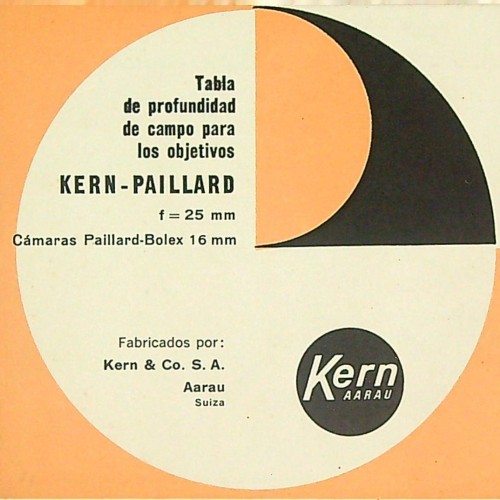 Tabla
de profundidad
de campo para
los objetivos
KERN-PAILLARD
f = 25 mm
Cámaras Paillard-Bolex 16 mm
Fabricados por:
Kern & Co. S. A.
Aarau
Suiza
Kern
AARAU